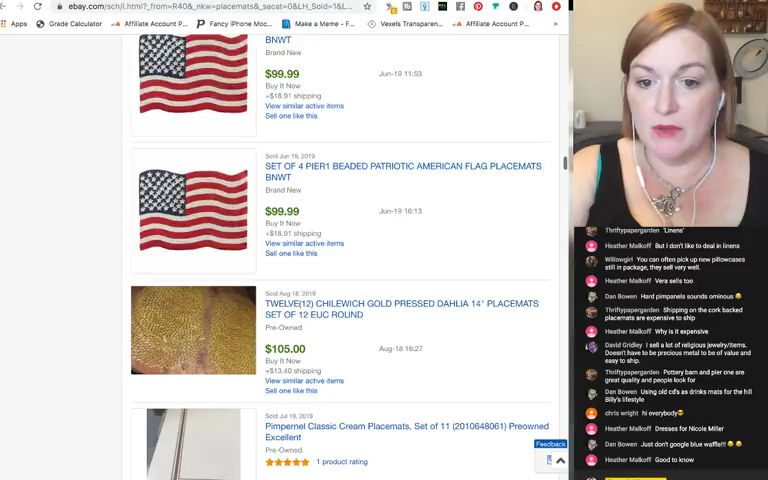 ebay.com/sch/i.html?_from=R40&_nkw=placemats&_sacat=0&LH_Sold=1&L...
Apps
Grade Calculator
Affiliate Account P...
Fancy iPhone Moc...
Make a Meme - F...
Vexels Transparent...
Affiliate Account P...
BNWT
Brand New
$99.99
Jun-19 11:53
Buy It Now
+$18.91 shipping
View similar active items
Sell one like this
Sold Jun 19, 2019
SET OF 4 PIER1 BEADED PATRIOTIC AMERICAN FLAG PLACEMATS
BNWT
Brand New
$99.99
Jun-19 16:13
Buy It Now
+$18.91 shipping
View similar active items
Sell one like this
Sold Aug 18, 2019
TWELVE(12) CHILEWICH GOLD PRESSED DAHLIA 14" PLACEMATS
SET OF 12 EUC ROUND
Pre-Owned
$105.00
Aug-18 16:27
Buy It Now
+$13.40 shipping
View similar active items
Sell one like this
Sold Jul 19, 2019
Pimpernel Classic Cream Placemats, Set of 11 (2010648061) Preowned
Excellent
Pre-Owned
1 product rating
Feedback
Thriftypapergarden 'Linens'
Heather Malkoff But I don't like to deal in linens
Willowgirl You can often pick up new pillowcases
still in package, they sell very well.
Heather Malkoff Vera sells too
Dan Bowen Hard pimpanels sounds ominous 😂
Thriftypapergarden Shipping on the cork backed
placemats are expensive to ship
Heather Malkoff Why is it expensive
David Gridley I sell a lot of religious jewelry/items.
Doesn't have to be precious metal to be of value and
easy to ship.
Thriftypapergarden Pottery barn and pier one are
great quality and people look for
Dan Bowen Using old cd's as drinks mats for the hill
Billy's lifestyle
chris wright hi everybody😎
Heather Malkoff Dresses for Nicole Miller
Dan Bowen Just don't google blue waffle!!! 😂 😂
Heather Malkoff Good to know